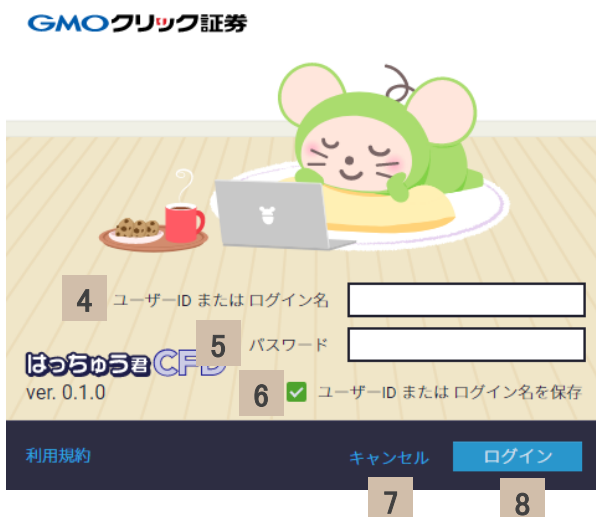 GMOクリック証券
4 ユーザーID または ログイン名
5 パスワード
はっちゅう君CFD
ver. 0.1.0
6 ユーザーID または ログイン名を保存
利用規約
キャンセル
ログイン
7
8